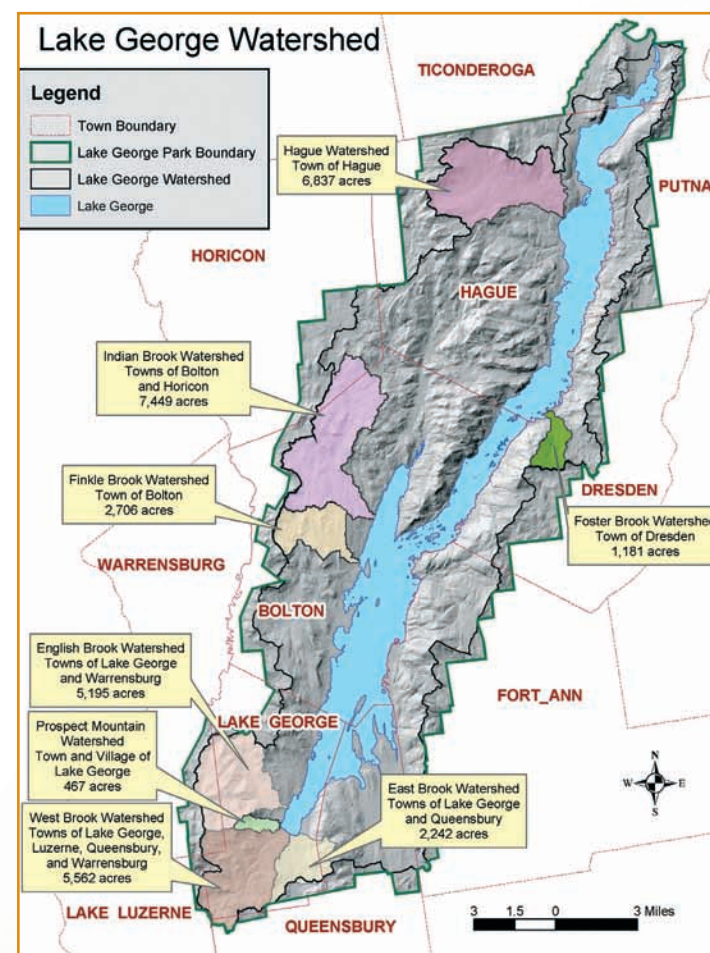 Lake George Watershed
Legend
Town Boundary
Lake George Park Boundary
Lake George Watershed
Lake George
TICONDEROGA
Hague Watershed
Town of Hague
6,837 acres
PUTNA
HORICON
HAGUE
Indian Brook Watershed
Towns of Bolton
and Horicon
7,449 acres
Finkle Brook Watershed
Town of Bolton
2,706 acres
DRESDEN
Foster Brook Watershed
Town of Dresden
1,181 acres
WARRENSBURG
BOLTON
English Brook Watershed
Towns of Lake George
and Warrensburg
5,195 acres
FORT_ANN
LAKE GEORGE
Prospect Mountain
Watershed
Town and Village of
Lake George
467 acres
N
W E
S
East Brook Watershed
Towns of Lake George
and Queensbury
2,242 acres
West Brook Watershed
Towns of Lake George,
Luzerne, Queensbury,
and Warrensburg
5,562 acres
LAKE LUZERNE
QUEENSBURY
3 1.5 0 3 Miles